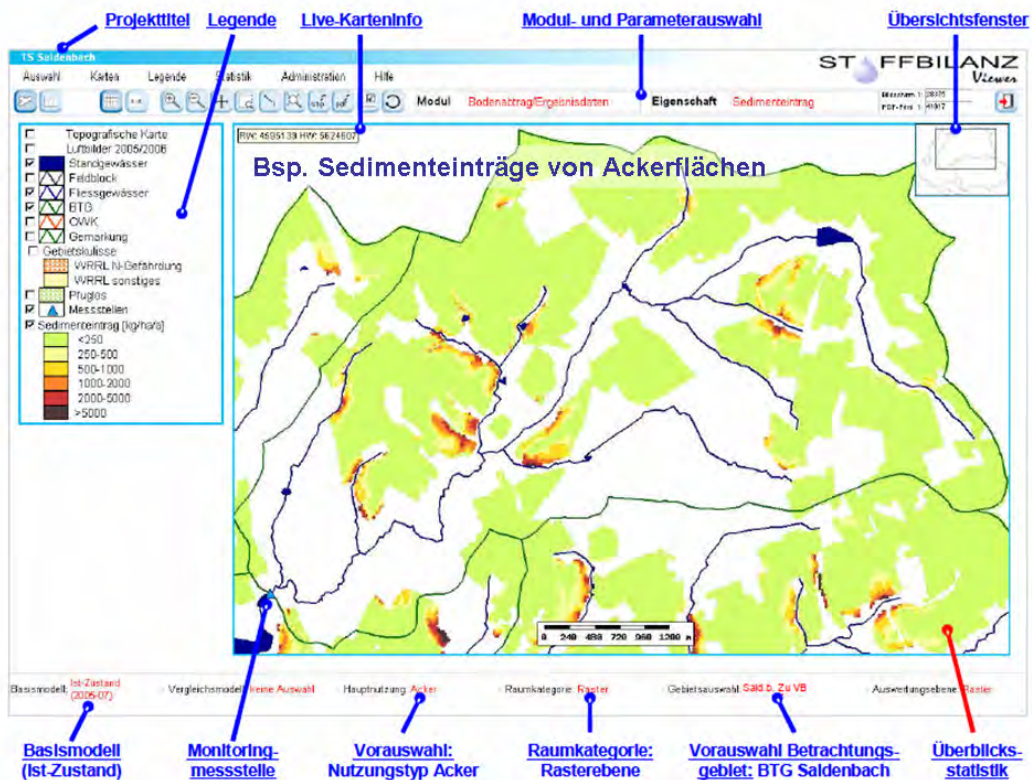 Projekttitel Legende Live-Karteninfo Modul- und Parameterauswahl Übersichtsfenster
TS Saldenbach
ST FFBILANZ
Viewer
Auswahl Karten Legende Statistik Administration Hilfe
Modul Bodenabtrag/Ergebnisdaten Eigenschaft Sedimenteintrag
Topografische Karte
Luftbilder 2005/2006
Standgewässer
Feldblock
Fliessgewässer
BTG
OWK
Gemarkung
Gebietskulisse
WRRL N-Gefährdung
WRRL sonstiges
Pfuglos
Messstellen
Sedimenteintrag [kg/ha/a]
<250
250-500
500-1000
1000-2000
2000-5000
>5000
Bsp. Sedimenteinträge von Ackerflächen
0 240 480 720 960 1200 m
Basismodell: Ist-Zustand
(2005-07)
Vergleichsmodell: keine Auswahl Hauptnutzung: Acker Raumkategorie: Raster Gebietsauswahl: Said.b. Zu VB Auswertungsebene: Raster
Basismodell
(Ist-Zustand)
Monitoring-
messstelle
Vorauswahl:
Nutzungstyp Acker
Raumkategorie:
Rasterebene
Vorauswahl Betrachtungs-
gebiet: BTG Saldenbach
Überblicks-
statistik